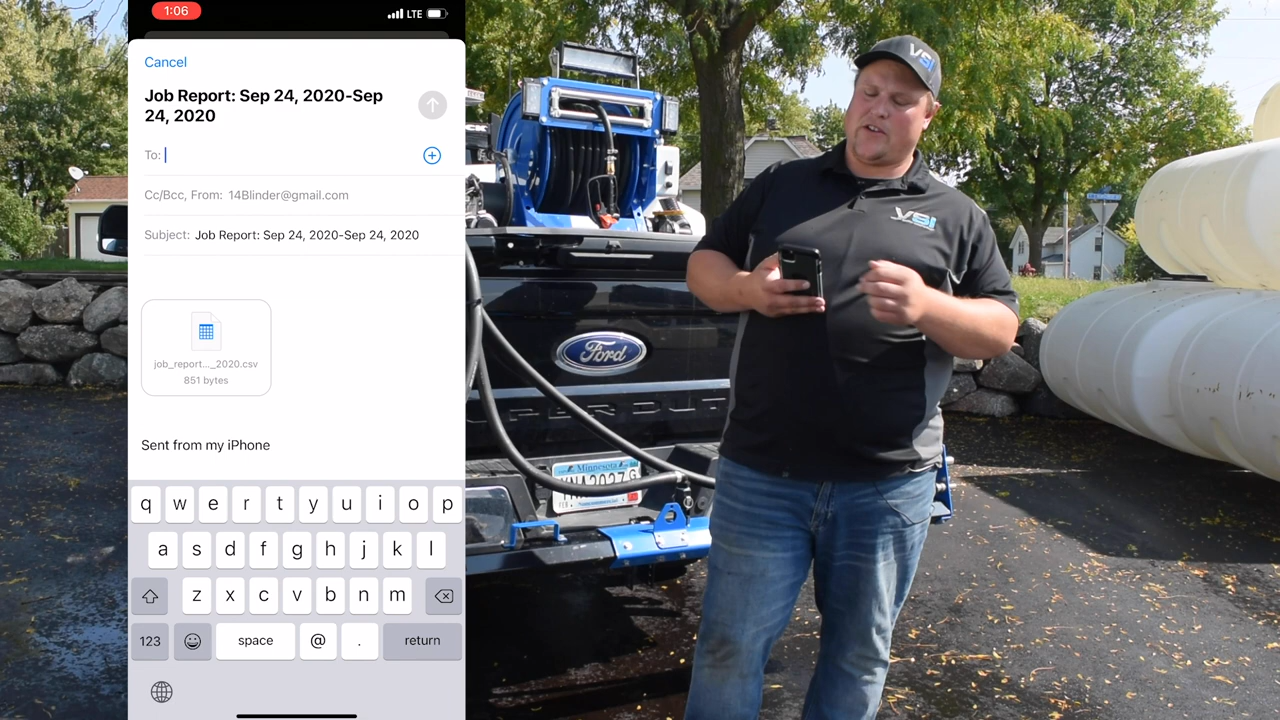 1:06
LTE
Cancel
Job Report: Sep 24, 2020-Sep
24, 2020
To:
Cc/Bcc, From: 14Blinder@gmail.com
Subject: Job Report: Sep 24, 2020-Sep 24, 2020
job_report..._2020.csv
851 bytes
Sent from my iPhone
q w e r t y u i o p
a s d f g h j k l
z x c v b n m
123 space @ . return
VSI
VSI
Ford
SUPER DUTY
Minnesota